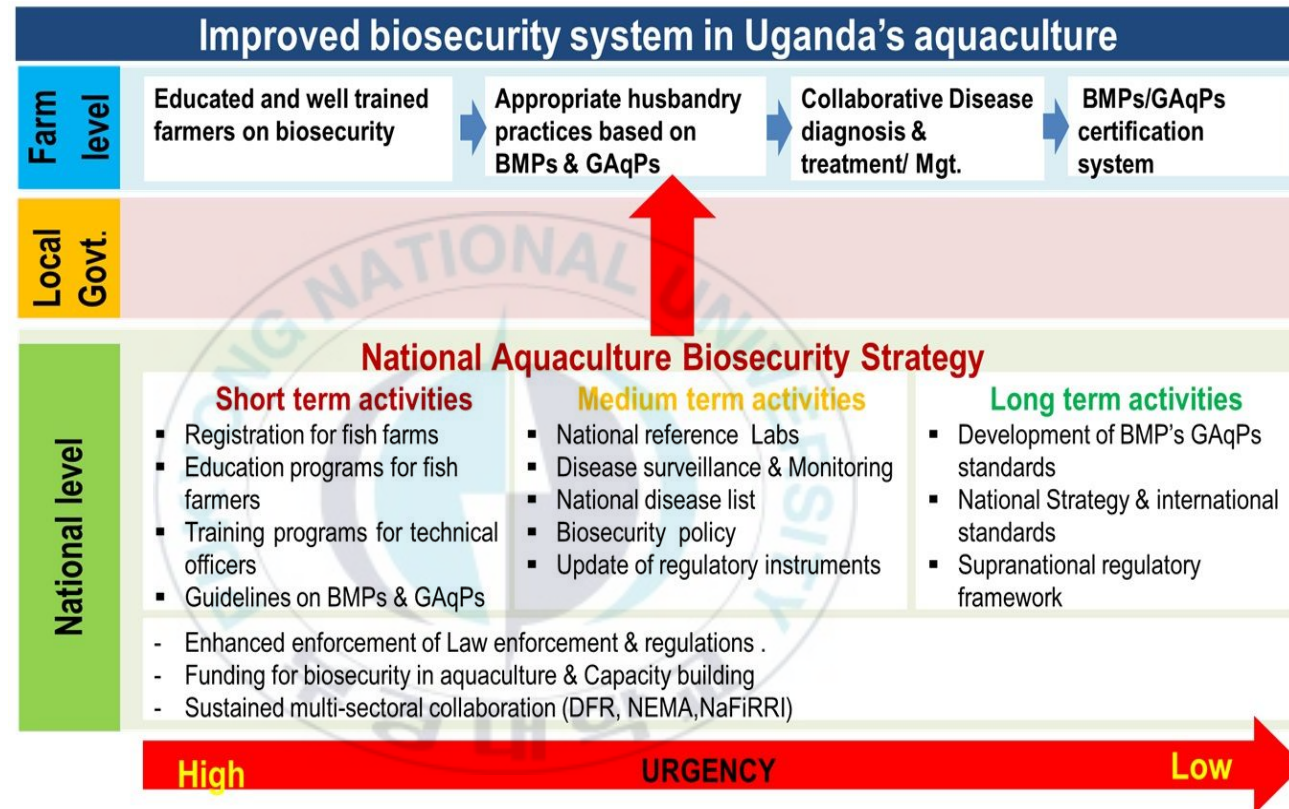 Improved biosecurity system in Uganda's aquaculture
Farm
level
Educated and well trained
farmers on biosecurity
Appropriate husbandry
practices based on
BMPs & GAqPs
Collaborative Disease
diagnosis &
treatment/ Mgt.
BMPs/GAqPs
certification
system
Local
Govt.
National level
National Aquaculture Biosecurity Strategy
Short term activities
▪ Registration for fish farms
▪ Education programs for fish
farmers
▪ Training programs for technical
officers
▪ Guidelines on BMPs & GAqPs
Medium term activities
▪ National reference Labs
▪ Disease surveillance & Monitoring
▪ National disease list
▪ Biosecurity policy
▪ Update of regulatory instruments
Long term activities
▪ Development of BMP's GAqPs
standards
▪ National Strategy & international
standards
▪ Supranational regulatory
framework
- Enhanced enforcement of Law enforcement & regulations .
- Funding for biosecurity in aquaculture & Capacity building
- Sustained multi-sectoral collaboration (DFR, NEMA,NaFiRRI)
High
URGENCY
Low
NATIONAL UNIVERSITY